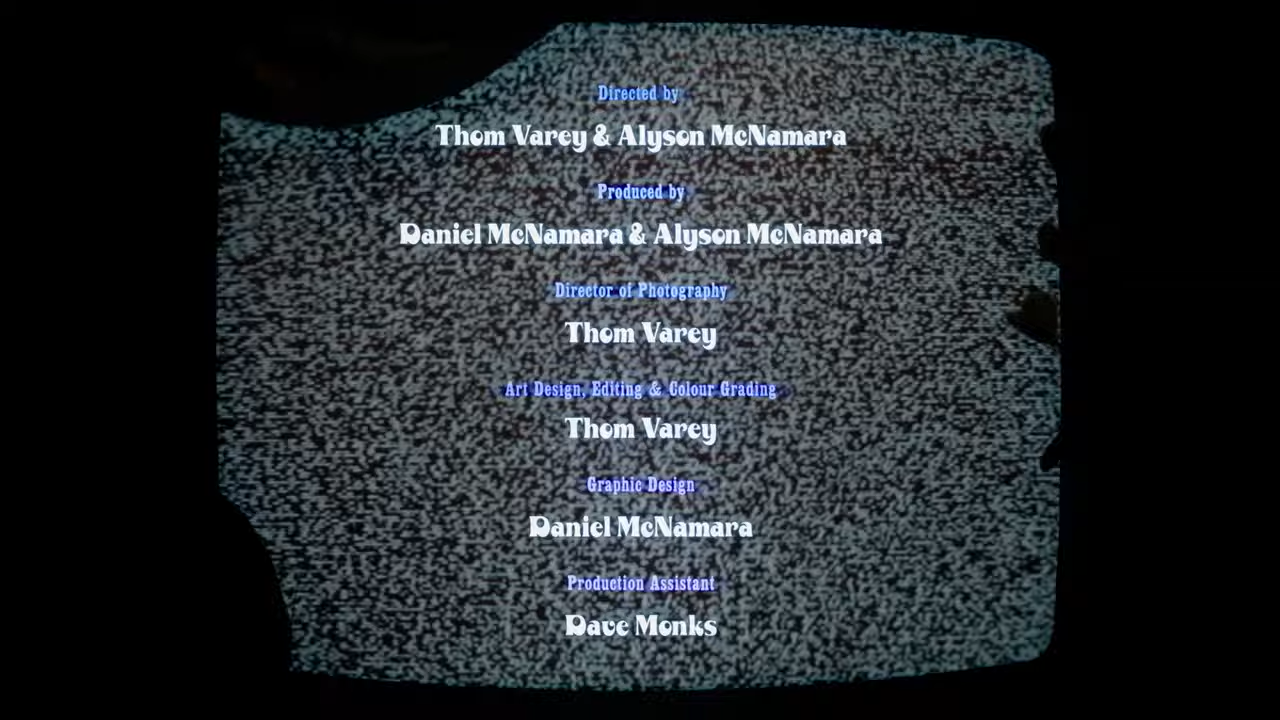 Directed by
Thom Varey & Alyson McNamara
Produced by
Daniel McNamara & Alyson McNamara
Director of Photography
Thom Varey
Art Design, Editing & Colour Grading
Thom Varey
Graphic Design
Daniel McNamara
Production Assistant
Dave Monks